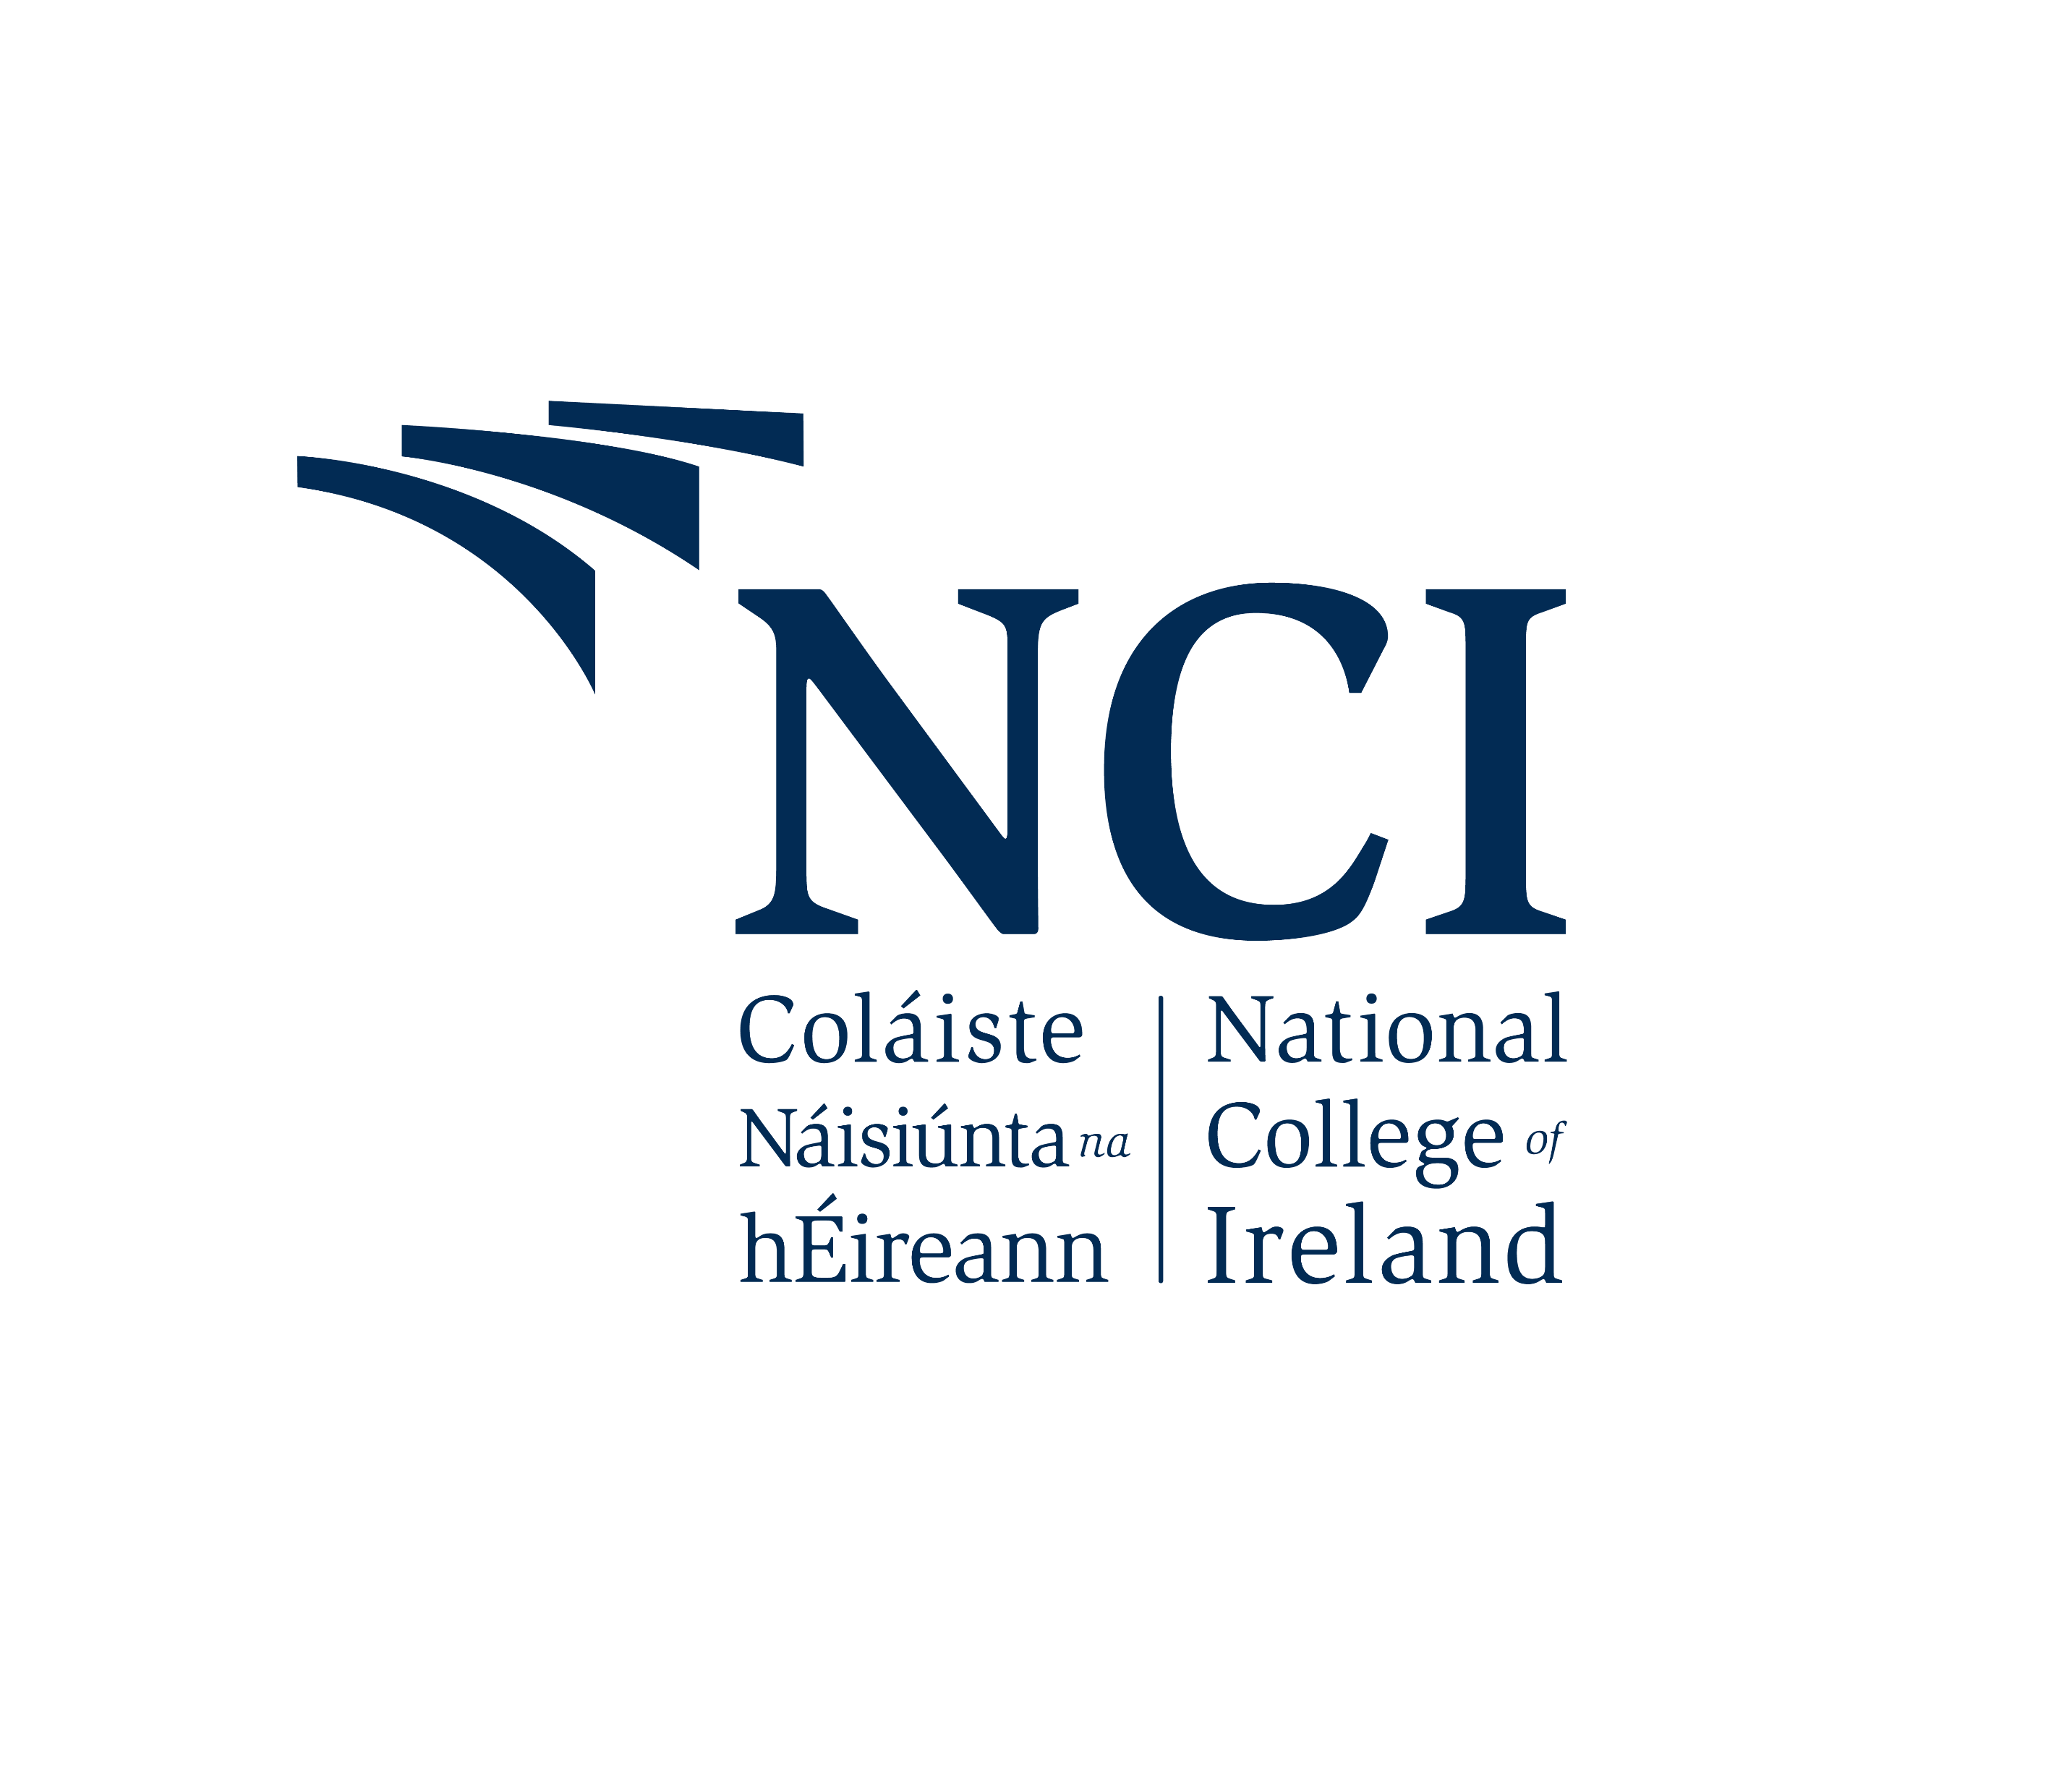 NCI
Coláiste
Náisiúnta na
hÉireann
National
College of
Ireland